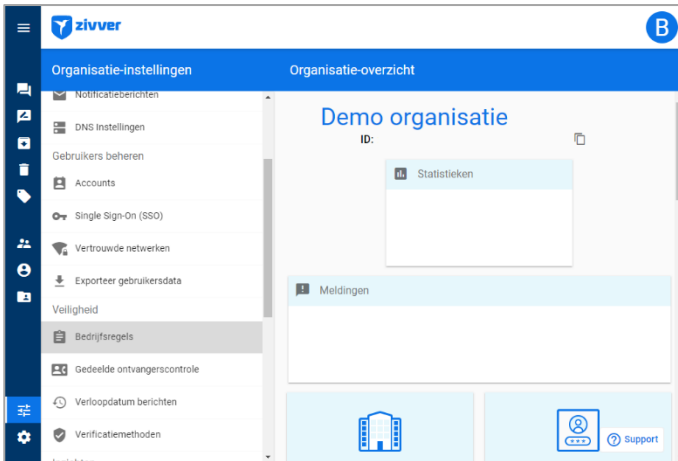 zivver
B
Organisatie-instellingen
Organisatie-overzicht
Notificatieberichten
DNS Instellingen
Gebruikers beheren
Accounts
Single Sign-On (SSO)
Vertrouwde netwerken
Exporteer gebruikersdata
Veiligheid
Bedrijfsregels
Gedeelde ontvangerscontrole
Verloopdatum berichten
Verificatiemethoden
Demo organisatie
ID:
Statistieken
Meldingen
Support